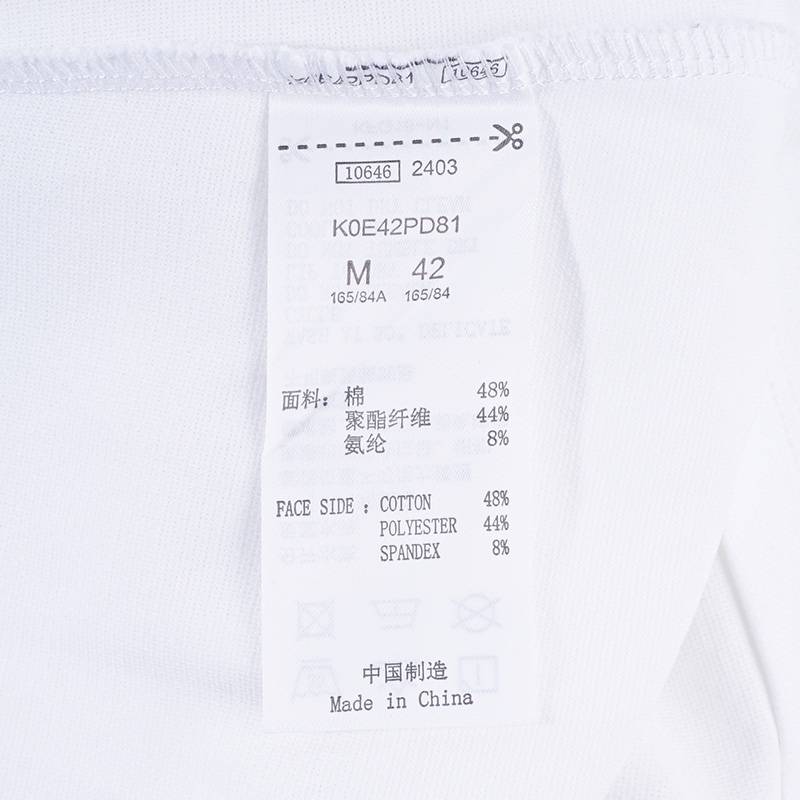 10646 2403
K0E42PD81
M 42
165/84A 165/84
面料：棉 48%
聚酯纤维 44%
氨纶 8%
FACE SIDE : COTTON 48%
POLYESTER 44%
SPANDEX 8%
中国制造
Made in China